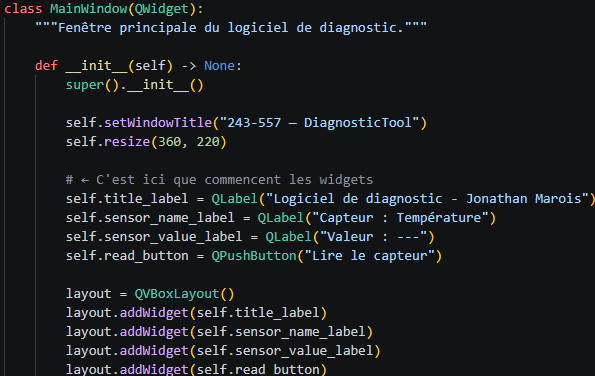 class MainWindow(QWidget):
    """Fenêtre principale du logiciel de diagnostic."""

    def __init__(self) -> None:
        super().__init__()

        self.setWindowTitle("243-557 – DiagnosticTool")
        self.resize(360, 220)

        # ← C'est ici que commencent les widgets
        self.title_label = QLabel("Logiciel de diagnostic - Jonathan Marois")
        self.sensor_name_label = QLabel("Capteur : Température")
        self.sensor_value_label = QLabel("Valeur : ---")
        self.read_button = QPushButton("Lire le capteur")

        layout = QVBoxLayout()
        layout.addWidget(self.title_label)
        layout.addWidget(self.sensor_name_label)
        layout.addWidget(self.sensor_value_label)
        layout.addWidget(self.read_button)